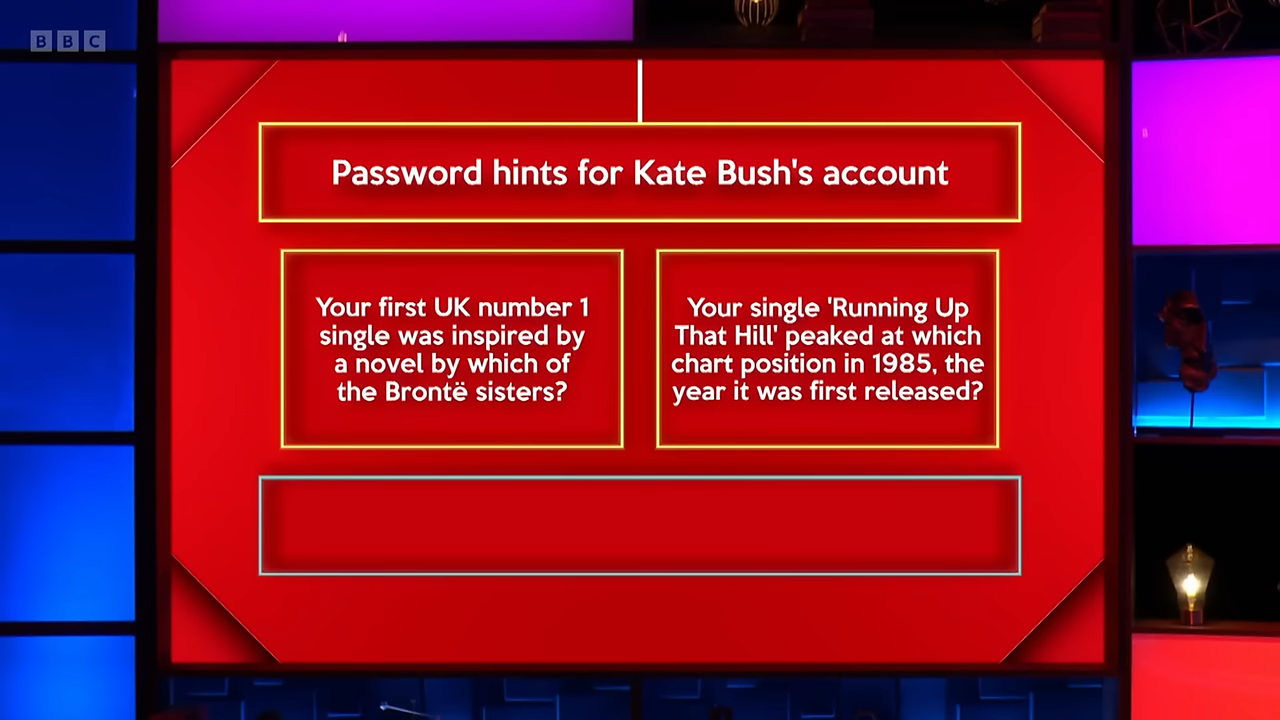 BBC
Password hints for Kate Bush's account
Your first UK number 1
single was inspired by
a novel by which of
the Brontë sisters?
Your single 'Running Up
That Hill' peaked at which
chart position in 1985, the
year it was first released?